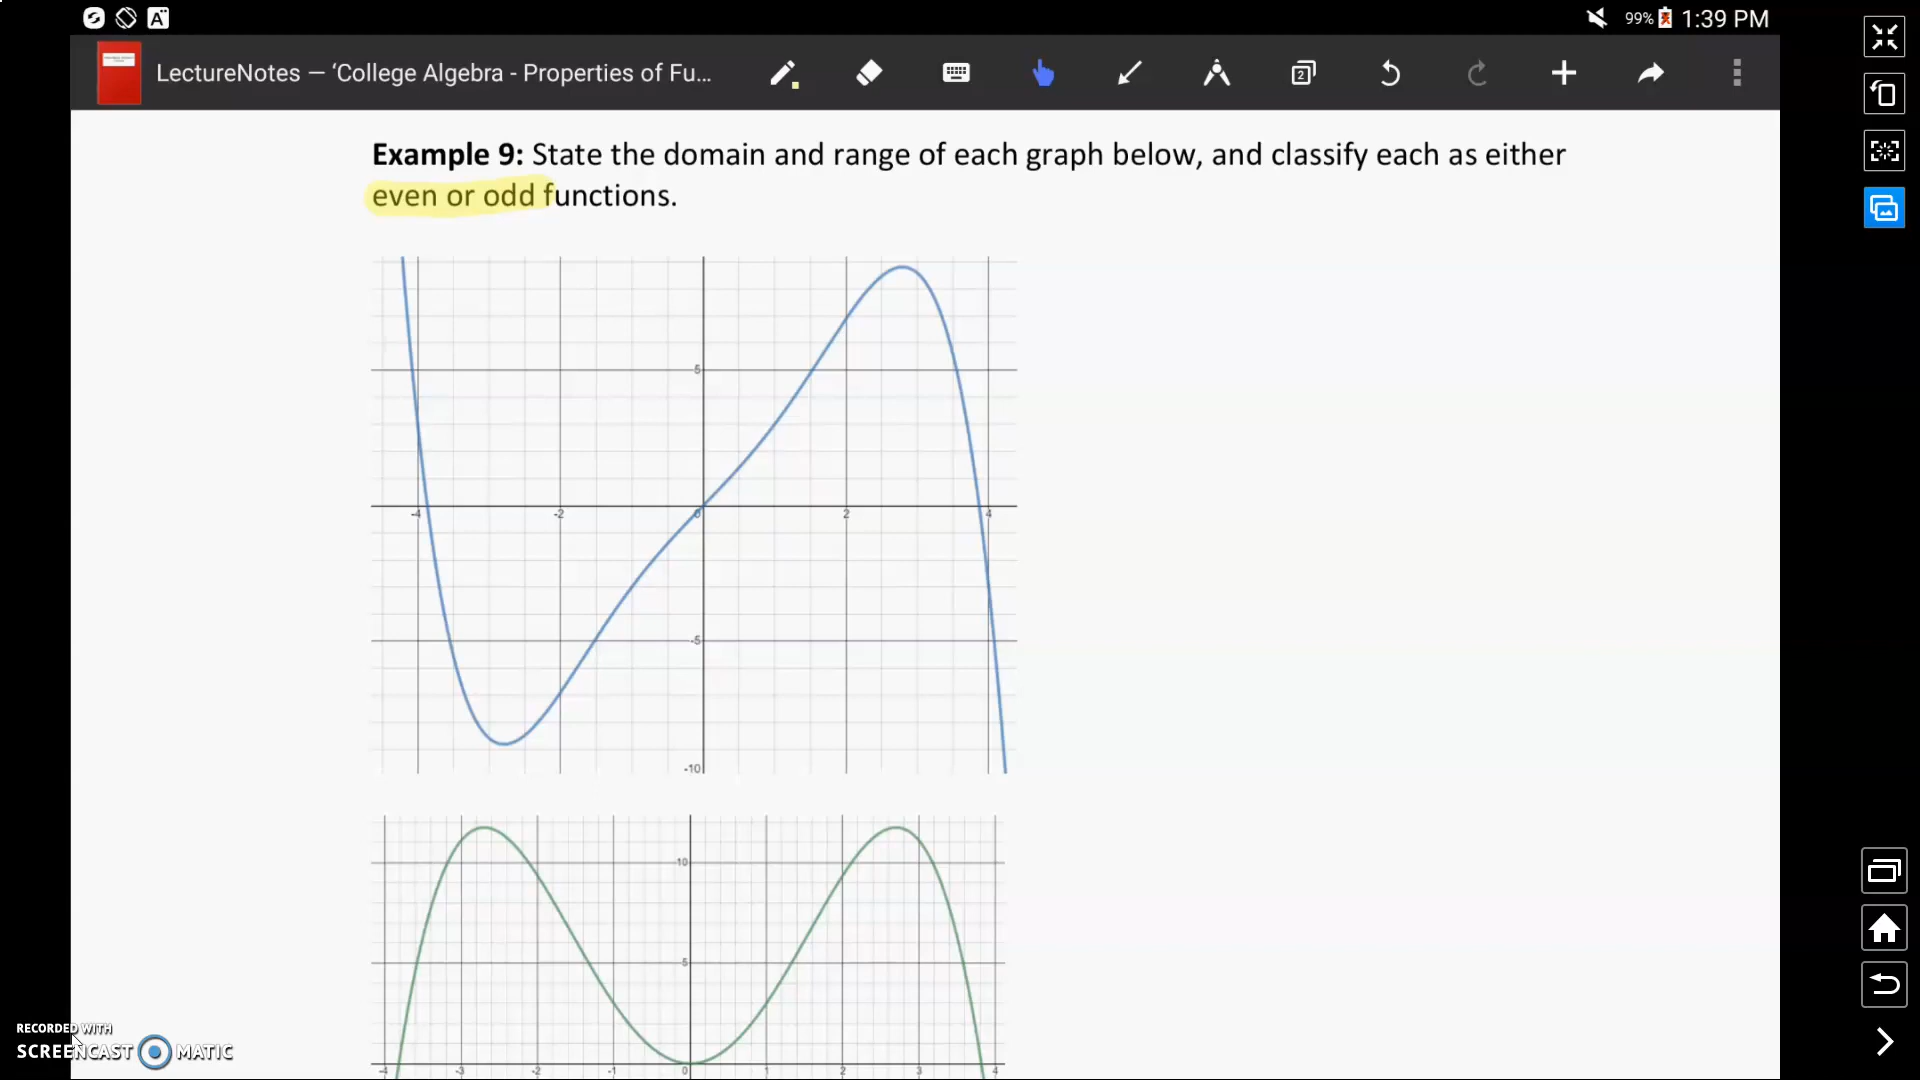 99% 1:39 PM
LectureNotes — ‘College Algebra - Properties of Fu...
2
Example 9: State the domain and range of each graph below, and classify each as either
even or odd functions.
5
-4 -2 0 2 4
-5
-10
10
5
-4 -3 -2 -1 0 1 2 3 4
RECORDED WITH
SCREENCAST MATIC